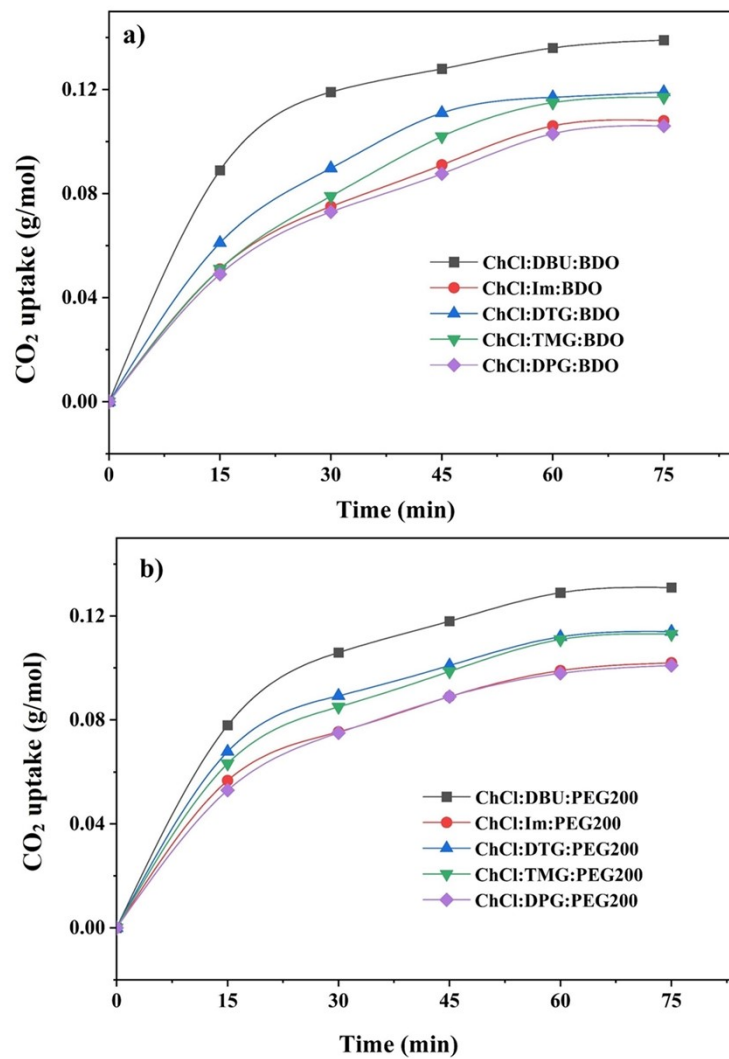 a)
0.12
0.08
0.04
0.00
CO₂ uptake (g/mol)
ChCl:DBU:BDO
ChCl:Im:BDO
ChCl:DTG:BDO
ChCl:TMG:BDO
ChCl:DPG:BDO
0 15 30 45 60 75
Time (min)
b)
0.12
0.08
0.04
0.00
CO₂ uptake (g/mol)
ChCl:DBU:PEG200
ChCl:Im:PEG200
ChCl:DTG:PEG200
ChCl:TMG:PEG200
ChCl:DPG:PEG200
0 15 30 45 60 75
Time (min)